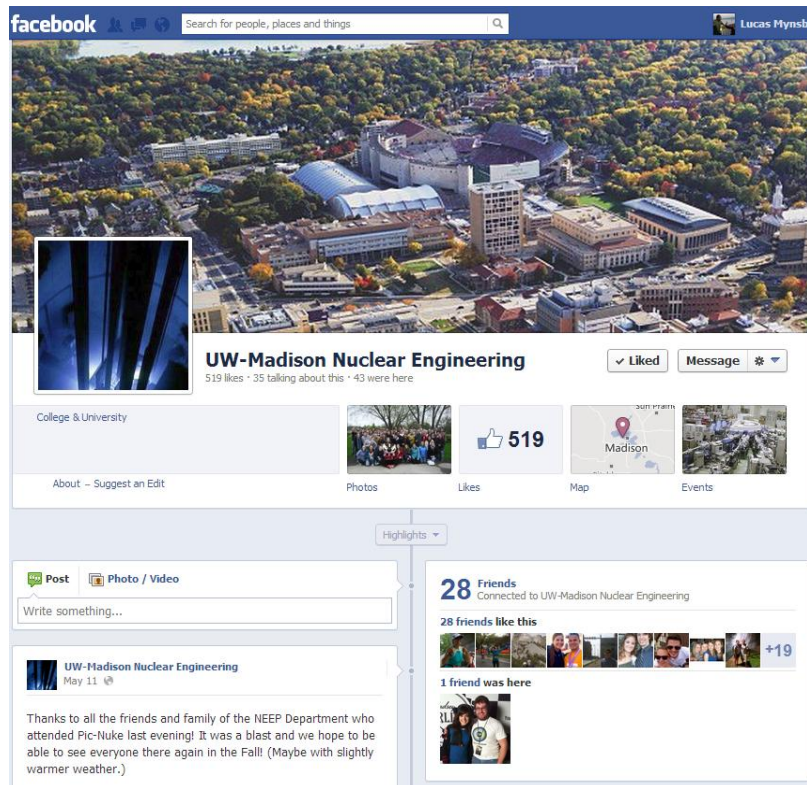 facebook
Search for people, places and things
Lucas Mynsb
UW-Madison Nuclear Engineering
519 likes · 35 talking about this · 43 were here
✓ Liked
Message
College & University
519
Sun Prairie
Madison
About – Suggest an Edit
Photos
Likes
Map
Events
Highlights
Post
Photo / Video
Write something...
28 Friends
Connected to UW-Madison Nuclear Engineering
28 friends like this
+19
1 friend was here
UW-Madison Nuclear Engineering
May 11
Thanks to all the friends and family of the NEEP Department who
attended Pic-Nuke last evening! It was a blast and we hope to be
able to see everyone there again in the Fall! (Maybe with slightly
warmer weather.)